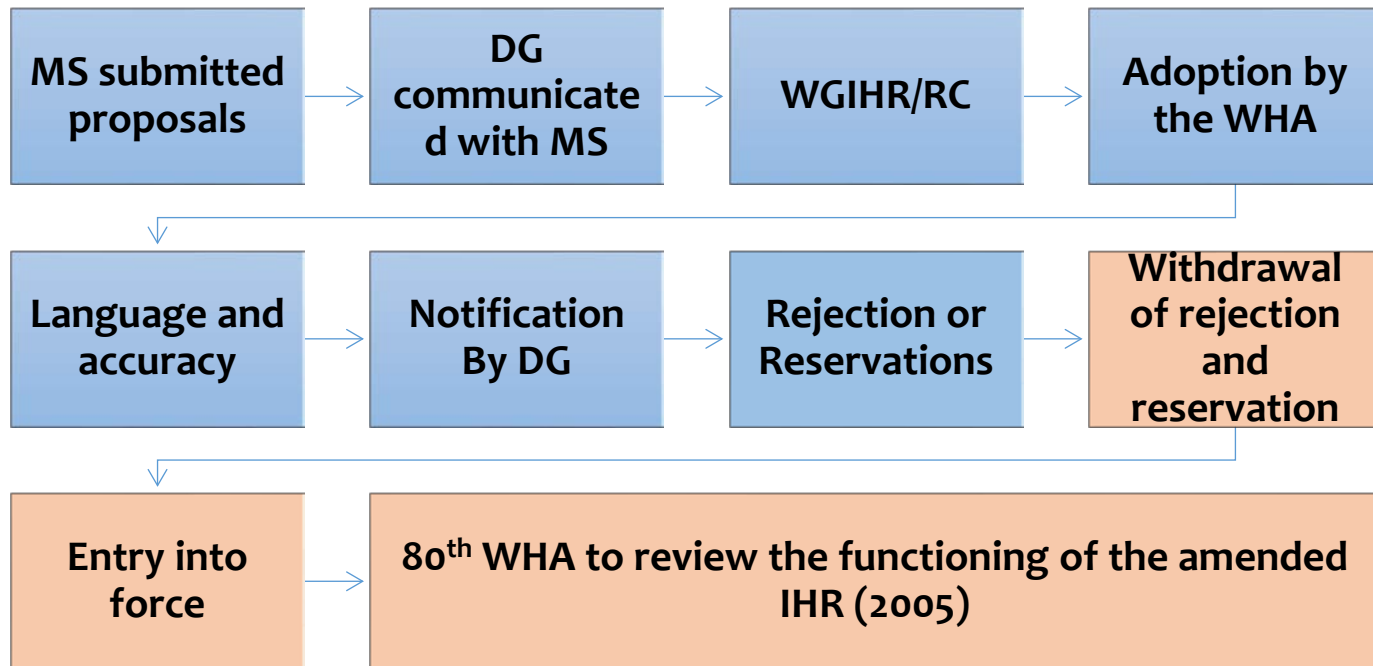 MS submitted
proposals
DG
communicate
d with MS
WGIHR/RC
Adoption by
the WHA
Language and
accuracy
Notification
By DG
Rejection or
Reservations
Withdrawal
of rejection
and
reservation
Entry into
force
80th WHA to review the functioning of the amended
IHR (2005)